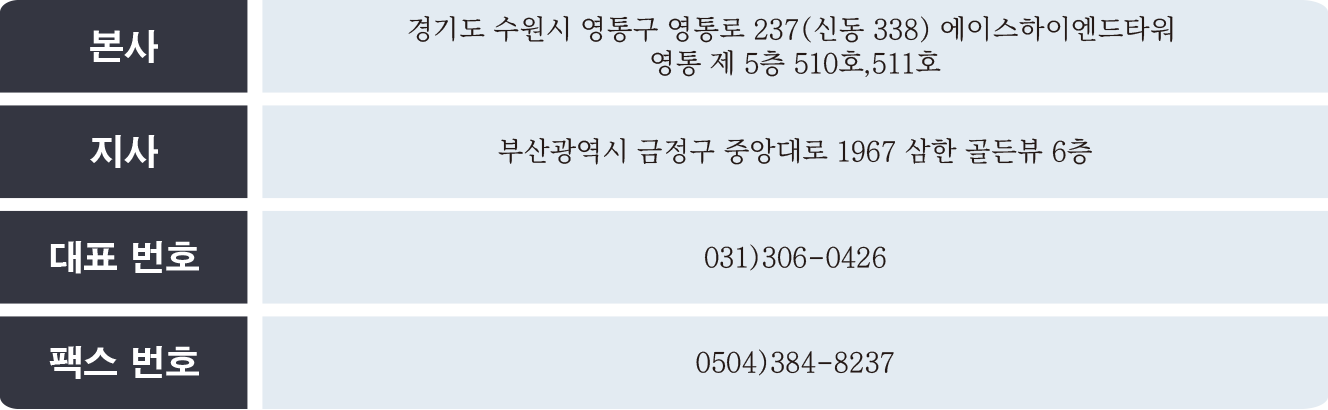 본사
경기도 수원시 영통구 영통로 237(신동 338) 에이스하이엔드타워
영통 제 5층 510호,511호
지사
부산광역시 금정구 중앙대로 1967 삼한 골든뷰 6층
대표 번호
031)306-0426
팩스 번호
0504)384-8237